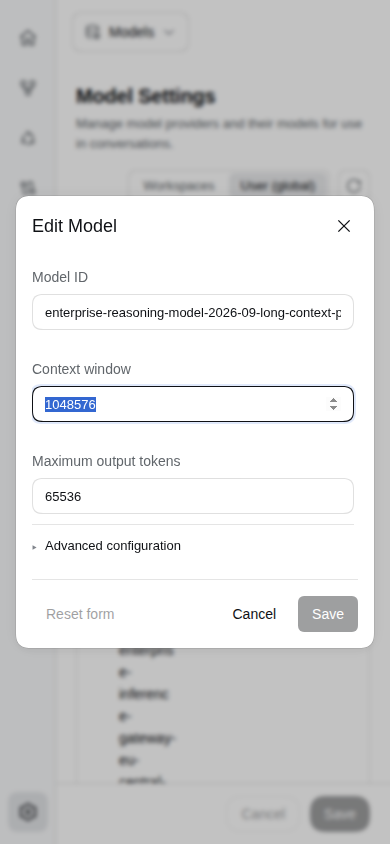 Models
Model Settings
Manage model providers and their models for use
in conversations.
Workspaces
User (global)
Edit Model
Model ID
enterprise-reasoning-model-2026-09-long-context-p
Context window
1048576
Maximum output tokens
65536
Advanced configuration
Reset form
Cancel
Save
e-
inferenc
e-
gateway-
eu-
central-
Cancel
Save